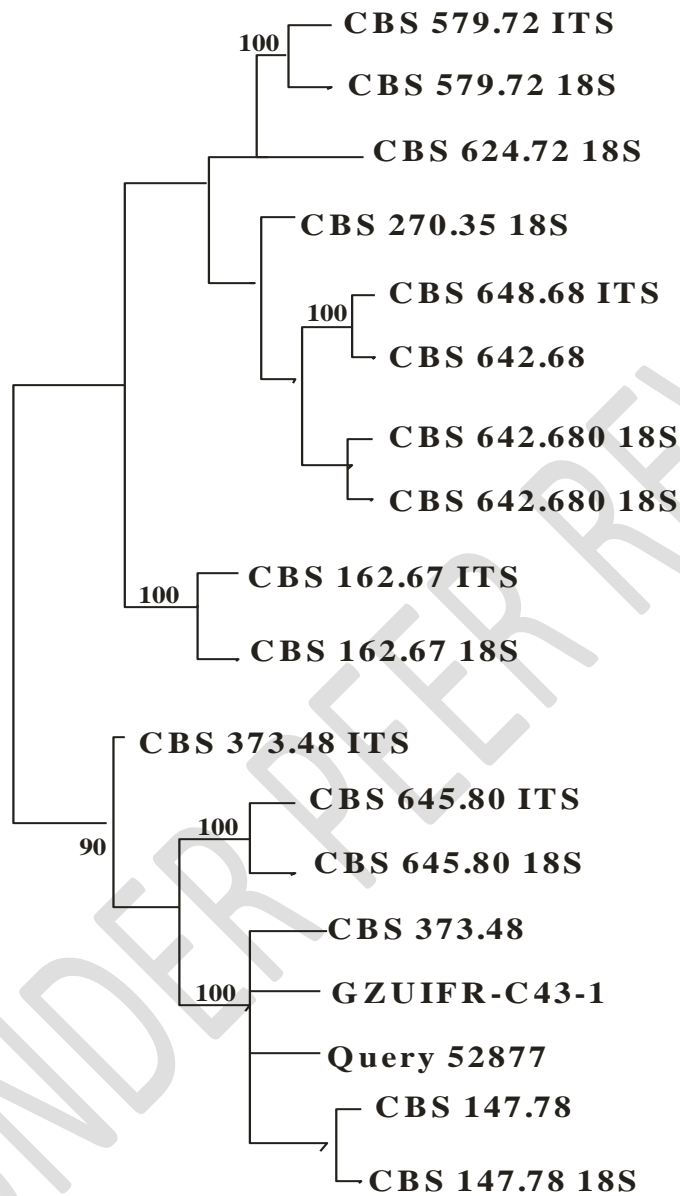 100
CBS 579.72 ITS
CBS 579.72 18S
CBS 624.72 18S
CBS 270.35 18S
CBS 648.68 ITS
100
CBS 642.68
CBS 642.680 18S
CBS 642.680 18S
CBS 162.67 ITS
100
CBS 162.67 18S
CBS 373.48 ITS
90
CBS 645.80 ITS
100
CBS 645.80 18S
CBS 373.48
100
GZUIFR-C43-1
Query 52877
CBS 147.78
CBS 147.78 18S
NDER PEER RE